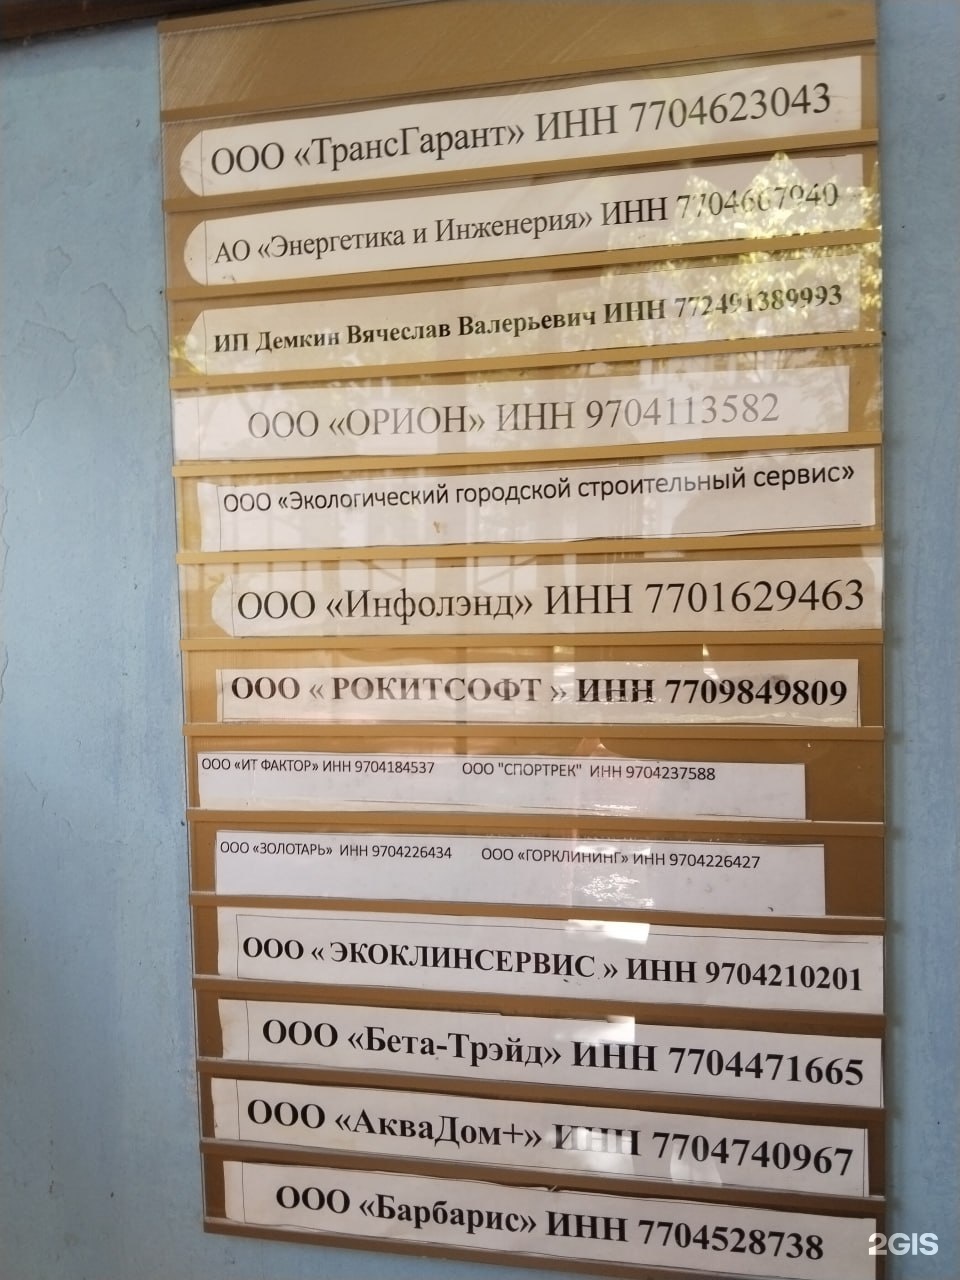 ООО «ТрансГарант» ИНН 7704623043
АО «Энергетика и Инженерия» ИНН 7704667940
ИП Демкин Вячеслав Валерьевич ИНН 772491389993
ООО «ОРИОН» ИНН 9704113582
ООО «Экологический городской строительный сервис»
ООО «Инфолэнд» ИНН 7701629463
ООО « РОКИТСОФТ » ИНН 7709849809
ООО «ИТ ФАКТОР» ИНН 9704184537 ООО "СПОРТРЕК" ИНН 9704237588
ООО «ЗОЛОТАРЬ» ИНН 9704226434 ООО «ГОРКЛИНИНГ» ИНН 9704226427
ООО « ЭКОКЛИНСЕРВИС » ИНН 9704210201
ООО «Бета-Трэйд» ИНН 7704471665
ООО «АкваДом+» ИНН 7704740967
ООО «Барбарис» ИНН 7704528738
2GIS